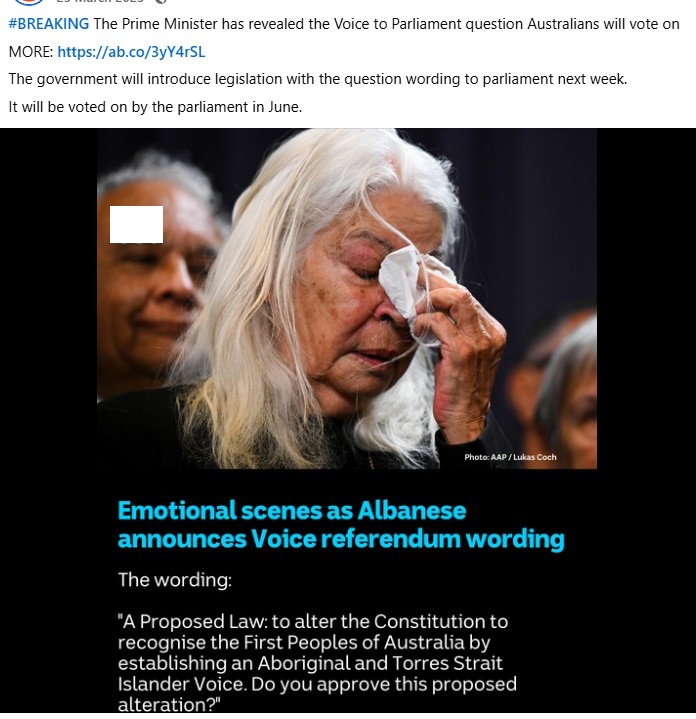 #BREAKING The Prime Minister has revealed the Voice to Parliament question Australians will vote on
MORE: https://ab.co/3yY4rSL
The government will introduce legislation with the question wording to parliament next week.
It will be voted on by the parliament in June.
Photo: AAP / Lukas Coch
Emotional scenes as Albanese
announces Voice referendum wording
The wording:
"A Proposed Law: to alter the Constitution to
recognise the First Peoples of Australia by
establishing an Aboriginal and Torres Strait
Islander Voice. Do you approve this proposed
alteration?"